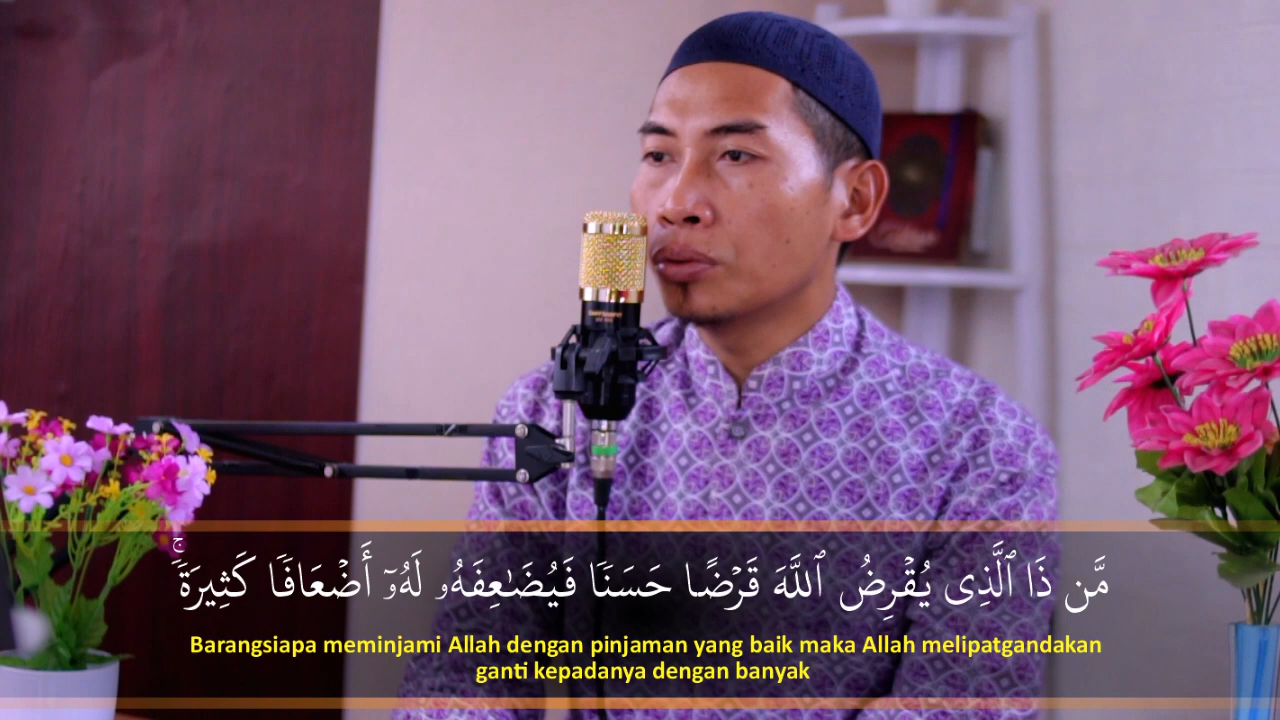 مَّن ذَا ٱلَّذِى يُقْرِضُ ٱللَّهَ قَرْضًا حَسَنًا فَيُضَٰعِفَهُۥ لَهُۥٓ أَضْعَافًا كَثِيرَةً ۚ
Barangsiapa meminjami Allah dengan pinjaman yang baik maka Allah melipatgandakan
ganti kepadanya dengan banyak